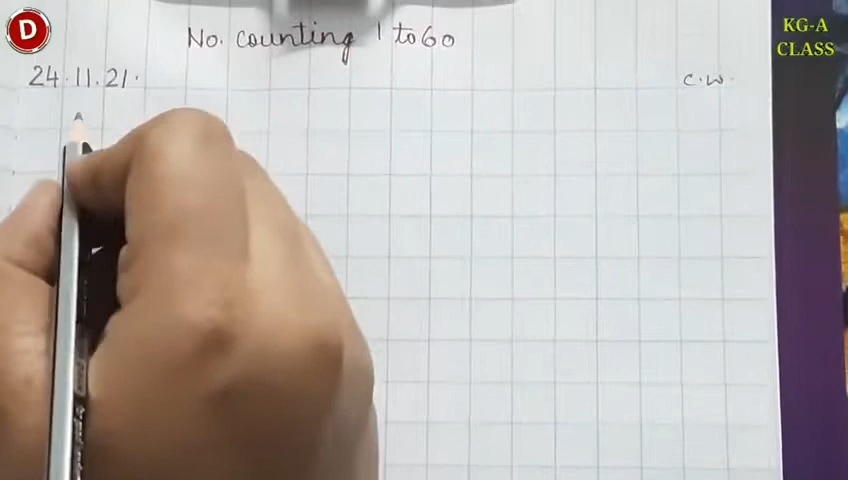 D
No. counting 1 to 60
KG-A
CLASS
24.11.21.
C.W.